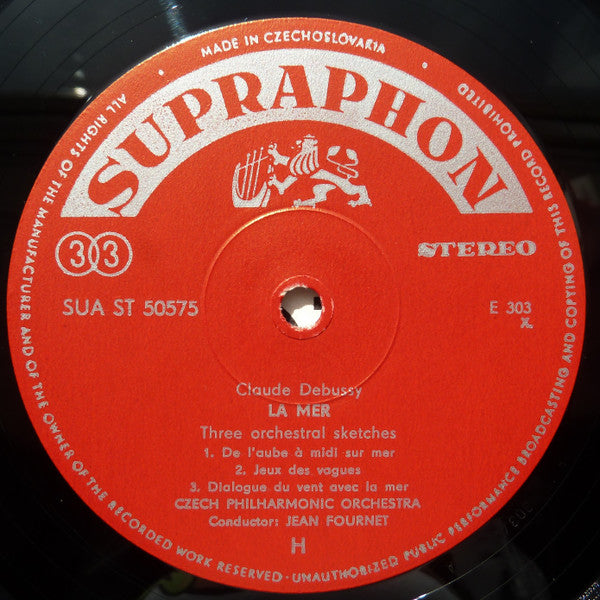 MADE IN CZECHOSLOVAKIA
ALL RIGHTS OF THE MANUFACTURER AND OF THE OWNER OF THE RECORDED WORK RESERVED · UNAUTHORIZED PUBLIC PERFORMANCE BROADCASTING AND COPYING OF THIS RECORD PROHIBITED
SUPRAPHON
33
STEREO
SUA ST 50575
E 303
X.
Claude Debussy
LA MER
Three orchestral sketches
1. De l'aube à midi sur mer
2. Jeux des vagues
3. Dialogue du vent avec la mer
CZECH PHILHARMONIC ORCHESTRA
Conductor: JEAN FOURNET
H